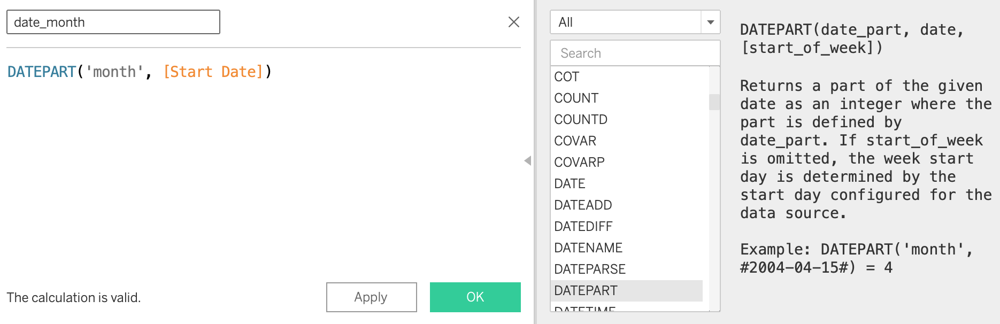 date_month
DATEPART('month', [Start Date])
The calculation is valid.
Apply
OK
All
Search
COT
COUNT
COUNTD
COVAR
COVARP
DATE
DATEADD
DATEDIFF
DATENAME
DATEPARSE
DATEPART
DATETIME
DATEPART(date_part, date,
[start_of_week])
Returns a part of the given
date as an integer where the
part is defined by
date_part. If start_of_week
is omitted, the week start
day is determined by the
start day configured for the
data source.
Example: DATEPART('month',
#2004-04-15#) = 4